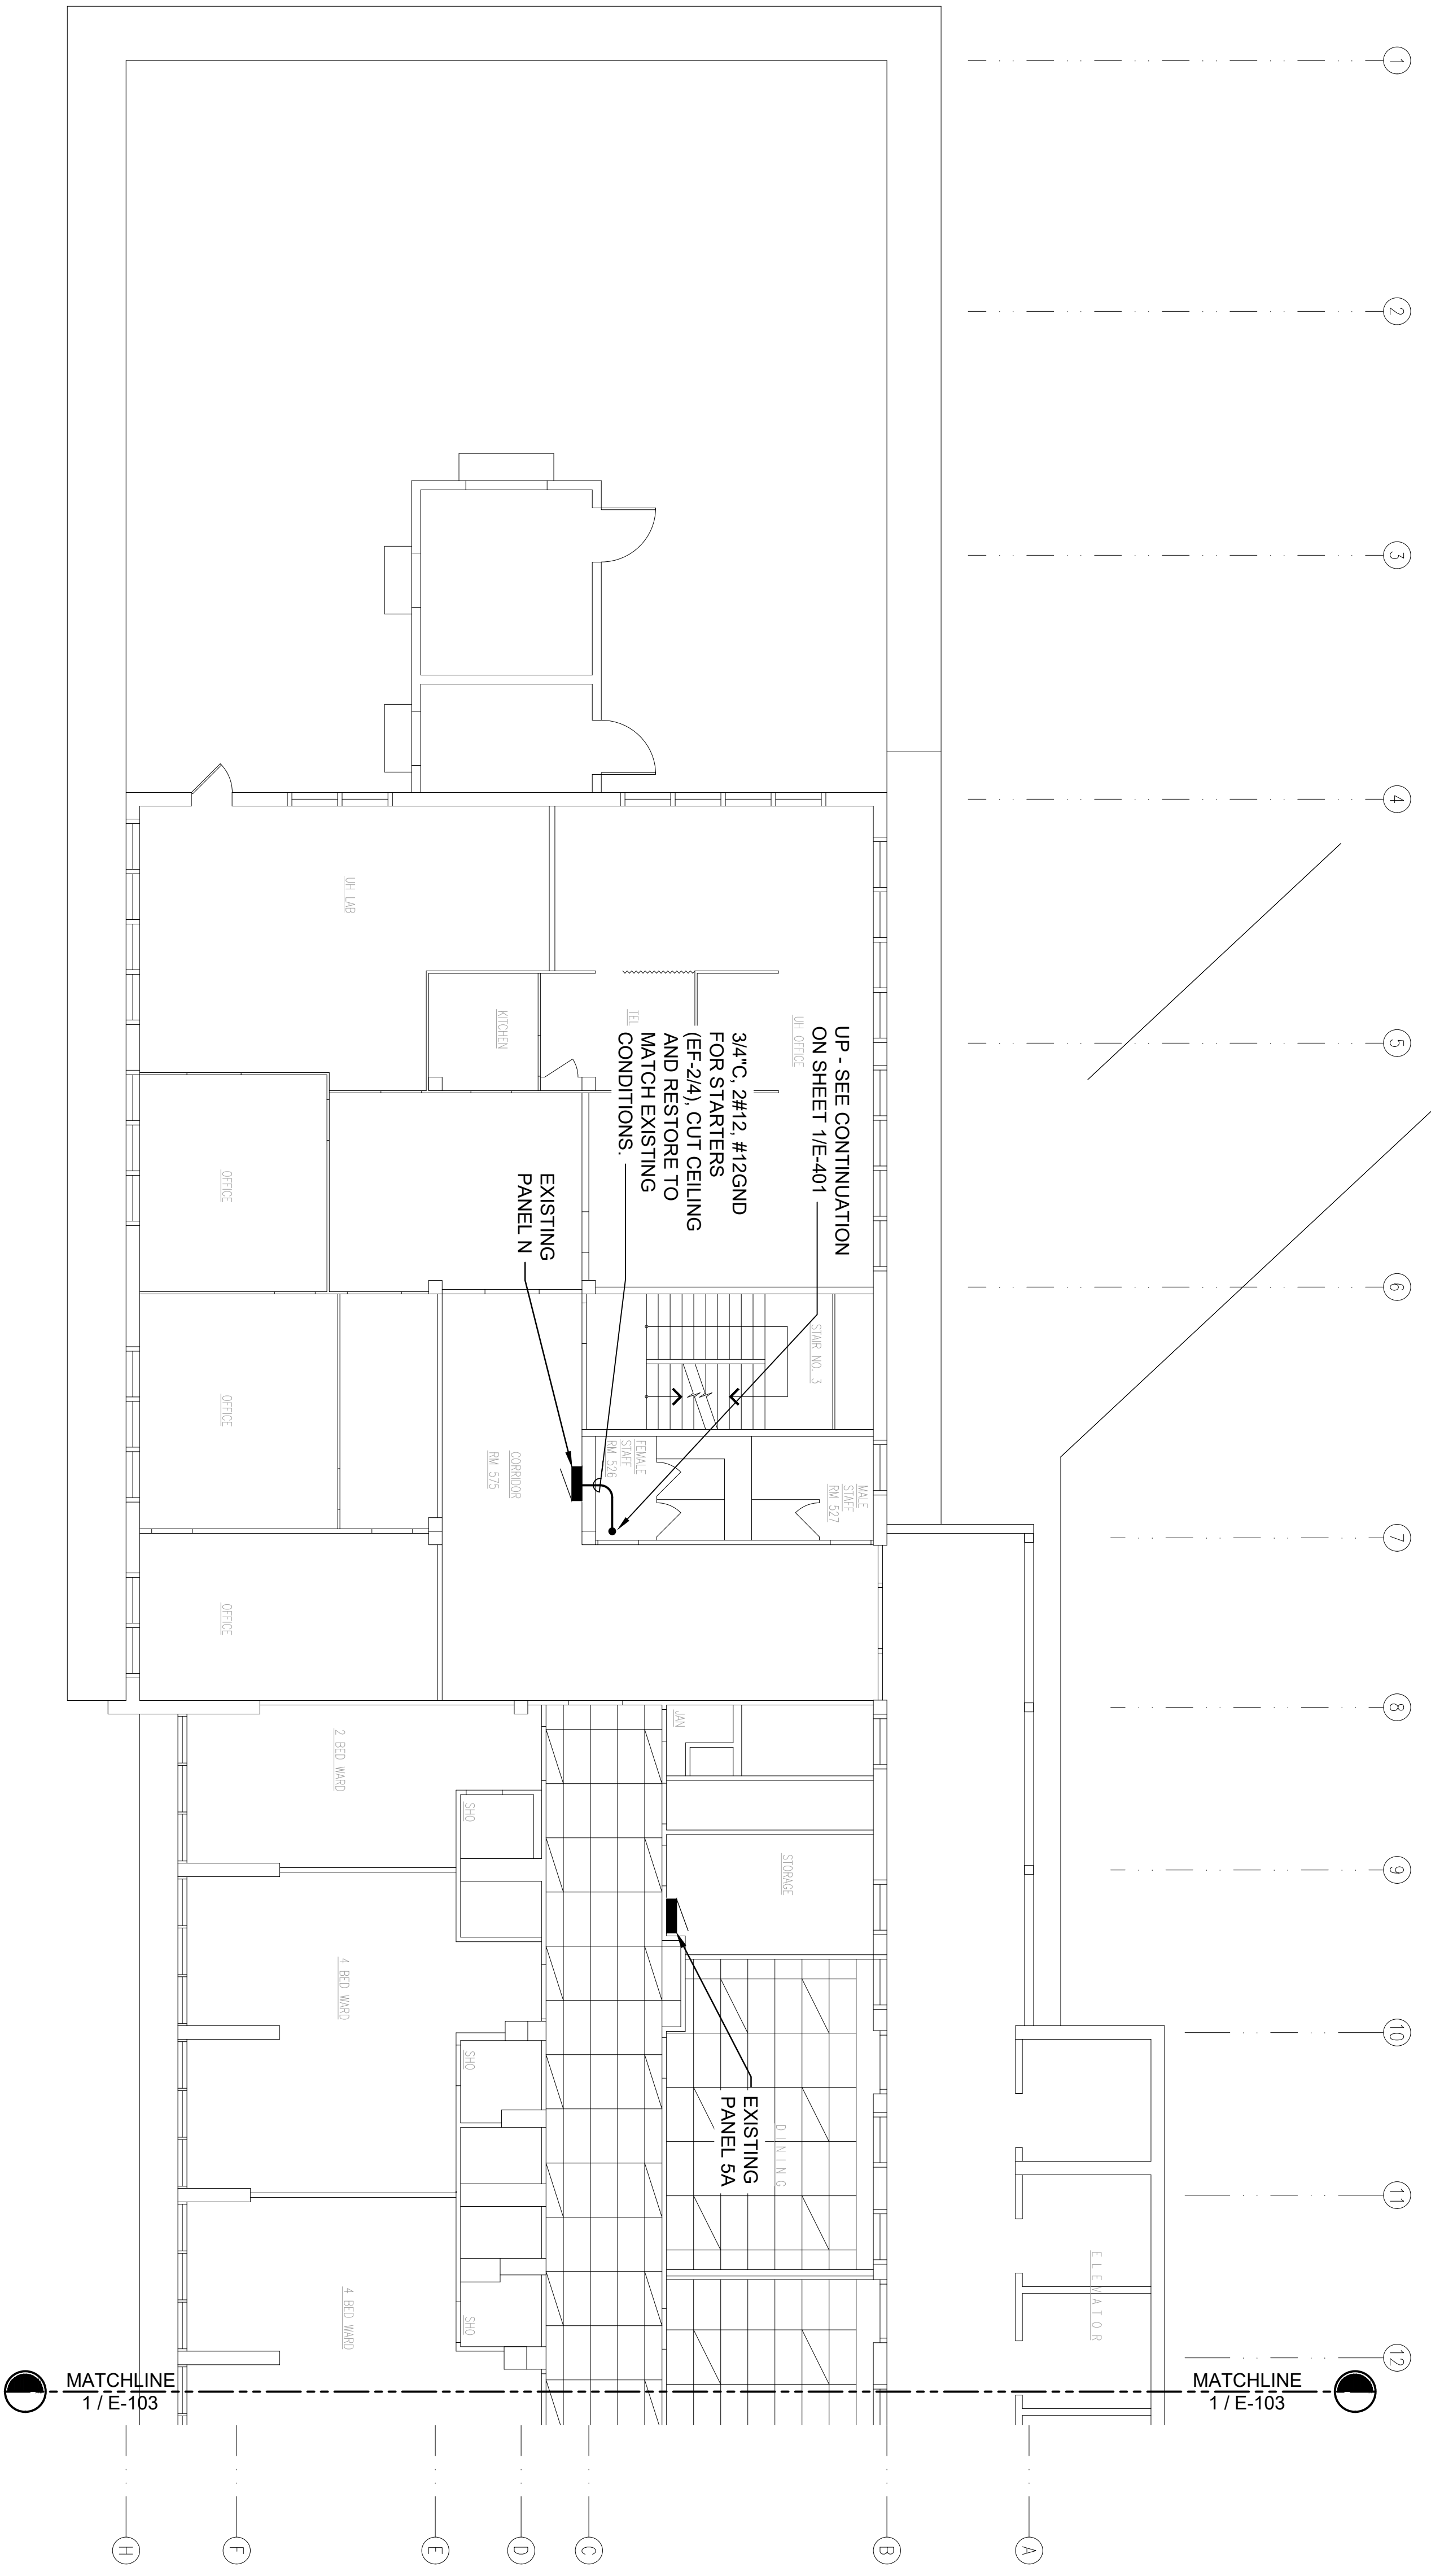 1
2
3
4
5
6
7
8
9
10
11
12
UH LAB
KITCHEN
TEL
UH OFFICE
UP - SEE CONTINUATION
ON SHEET 1/E-401
3/4"C, 2#12, #12GND
FOR STARTERS
(EF-2/4), CUT CEILING
AND RESTORE TO
MATCH EXISTING
CONDITIONS.
EXISTING
PANEL N
OFFICE
OFFICE
OFFICE
STAIR NO. 3
CORRIDOR
RM 575
FEMALE
STAFF
RM 526
MALE
STAFF
RM 527
JAN
2 BED WARD
SHO
STORAGE
4 BED WARD
SHO
EXISTING
PANEL 5A
DINING
4 BED WARD
SHO
ELEVATOR
MATCHLINE
1 / E-103
MATCHLINE
1 / E-103
H
F
E
D
C
B
A